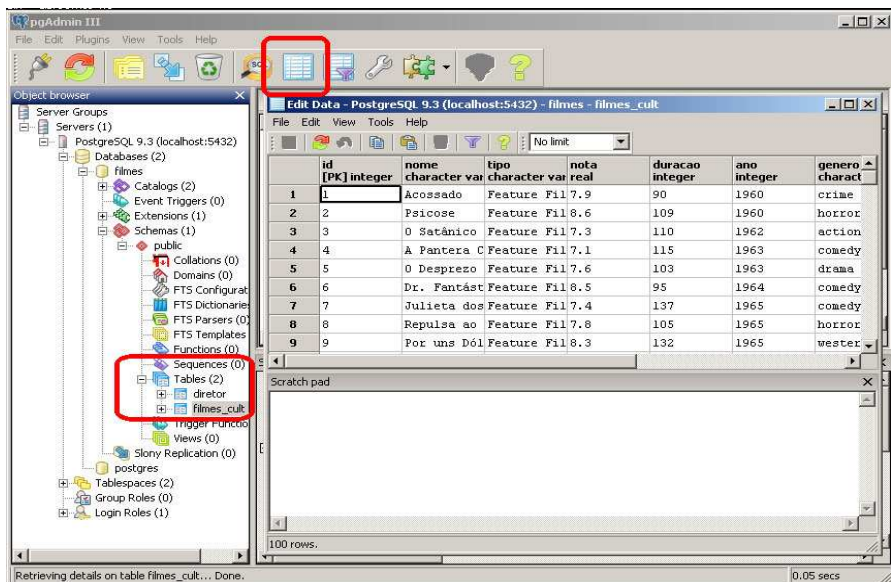 pgAdmin III
File Edit Plugins View Tools Help
SQL
Object browser
Server Groups
Servers (1)
PostgreSQL 9.3 (localhost:5432)
Databases (2)
filmes
Catalogs (2)
Event Triggers (0)
Extensions (1)
Schemas (1)
public
Collations (0)
Domains (0)
FTS Configurat
FTS Dictionarie
FTS Parsers (0)
FTS Templates
Functions (0)
Sequences (0)
Tables (2)
diretor
filmes_cult
Trigger Functio
Views (0)
Slony Replication (0)
postgres
Tablespaces (2)
Group Roles (0)
Login Roles (1)
Edit Data - PostgreSQL 9.3 (localhost:5432) - filmes - filmes_cult
File Edit View Tools Help
No limit
id nome tipo nota duracao ano genero
[PK] integer character var character var real integer integer charact
1 1 Acossado Feature Fil 7.9 90 1960 crime
2 2 Psicose Feature Fil 8.6 109 1960 horror
3 3 O Satânico Feature Fil 7.3 110 1962 action
4 4 A Pantera C Feature Fil 7.1 115 1963 comedy
5 5 O Desprezo Feature Fil 7.6 103 1963 drama
6 6 Dr. Fantást Feature Fil 8.5 95 1964 comedy
7 7 Julieta dos Feature Fil 7.4 137 1965 comedy
8 8 Repulsa ao Feature Fil 7.8 105 1965 horror
9 9 Por uns Dól Feature Fil 8.3 132 1965 wester
Scratch pad
100 rows.
Retrieving details on table filmes_cult... Done.
0.05 secs